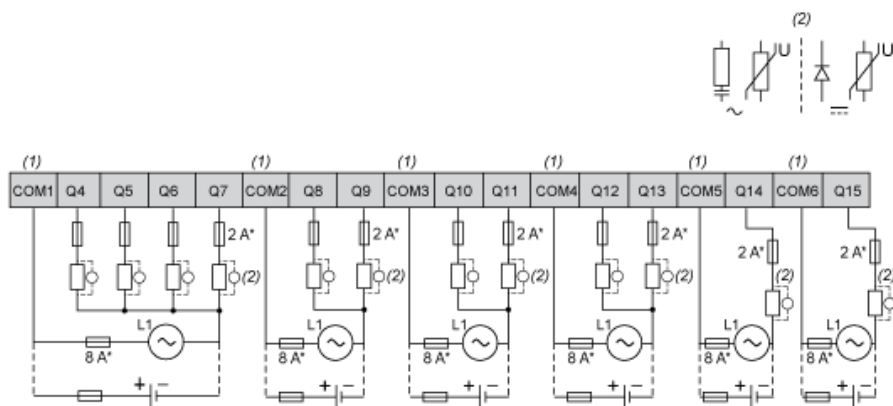 (2)
IU IU
(1) (1) (1) (1) (1) (1)
COM1 Q4 Q5 Q6 Q7 COM2 Q8 Q9 COM3 Q10 Q11 COM4 Q12 Q13 COM5 Q14 COM6 Q15
2 A* 2 A* 2 A* 2 A* 2 A* 2 A*
(2) (2) (2) (2) (2) (2)
L1 L1 L1 L1 L1 L1
8 A* 8 A* 8 A* 8 A* 8 A* 8 A*
+ − + − + − + − + − + −